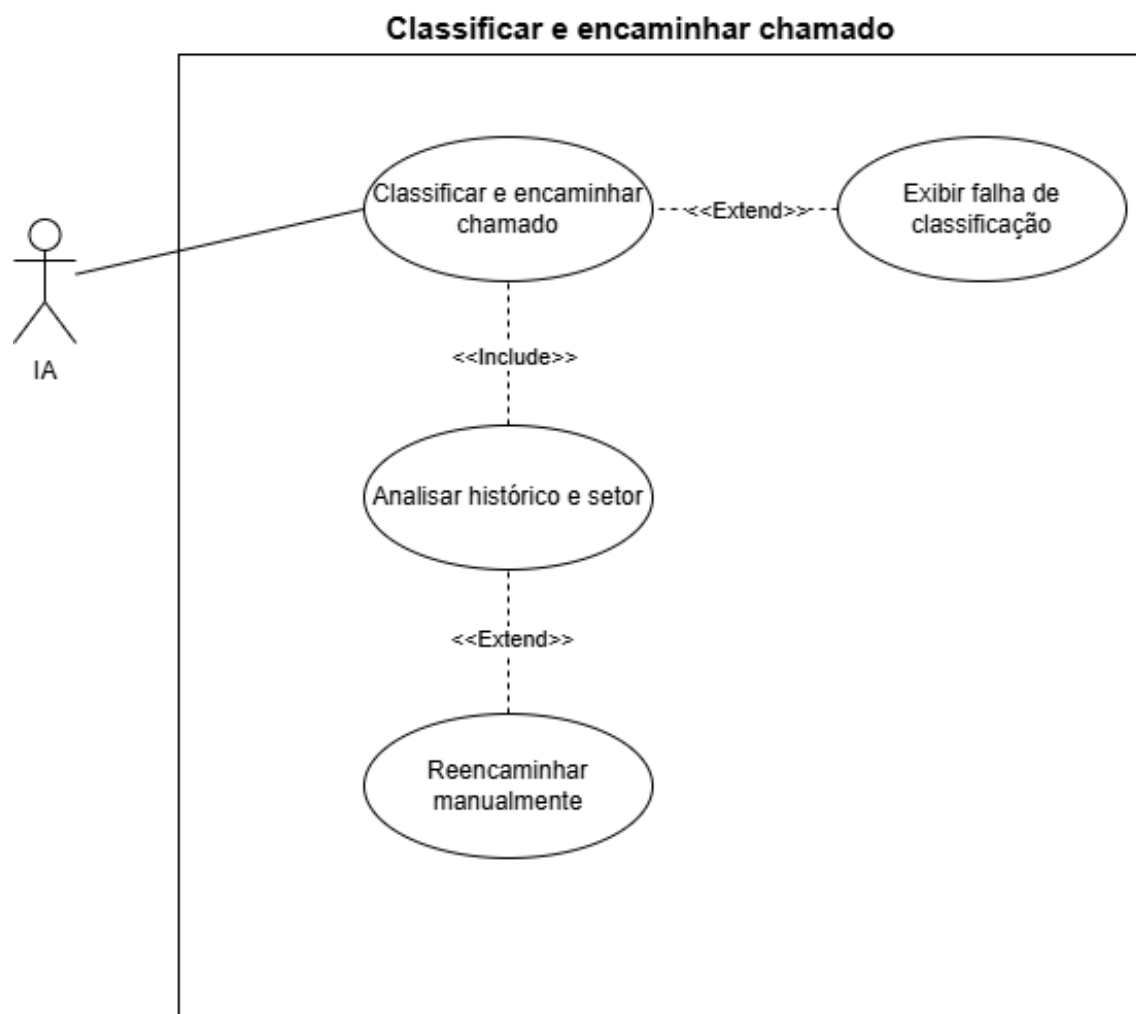 Classificar e encaminhar chamado
Classificar e encaminhar
chamado
<<Extend>>
Exibir falha de
classificação
IA
<<Include>>
Analisar histórico e setor
<<Extend>>
Reencaminhar
manualmente